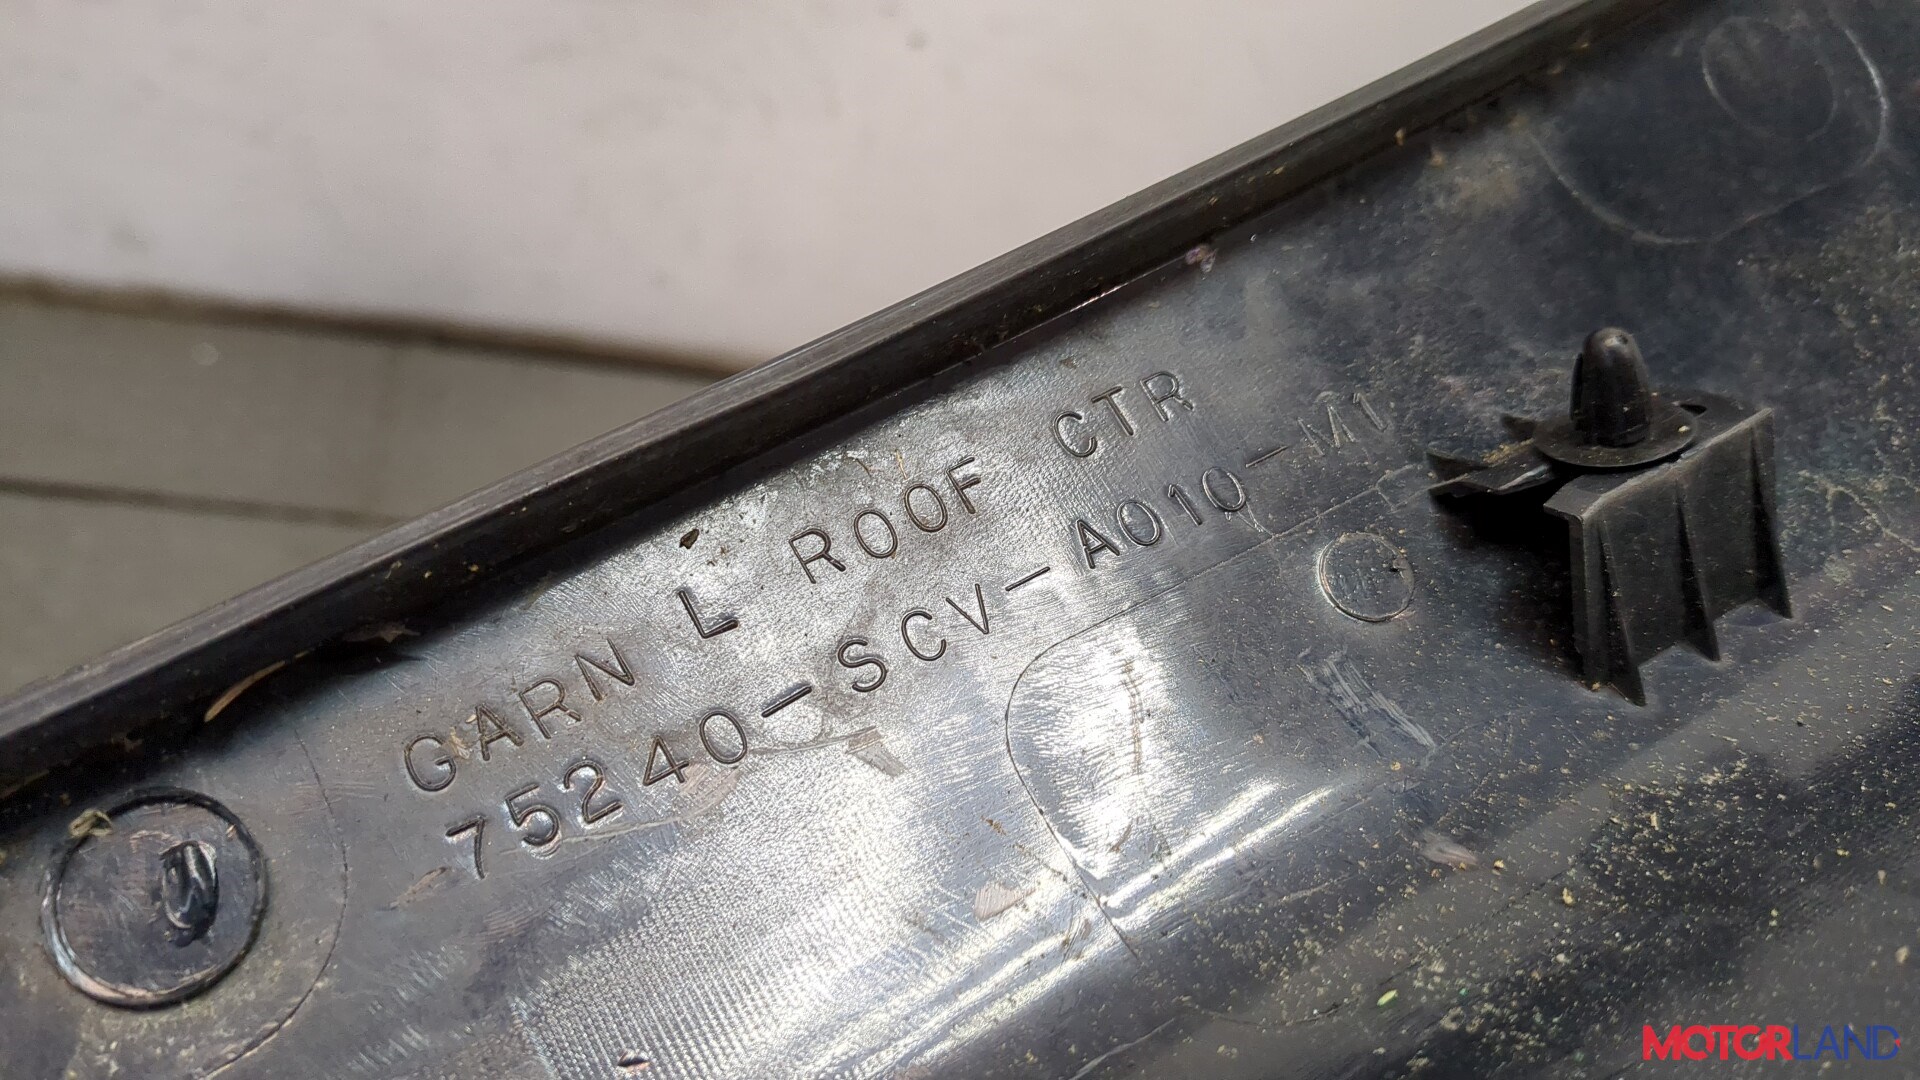 GARN L ROOF CTR
75240-SCV-A010-M1
MOTORLAND